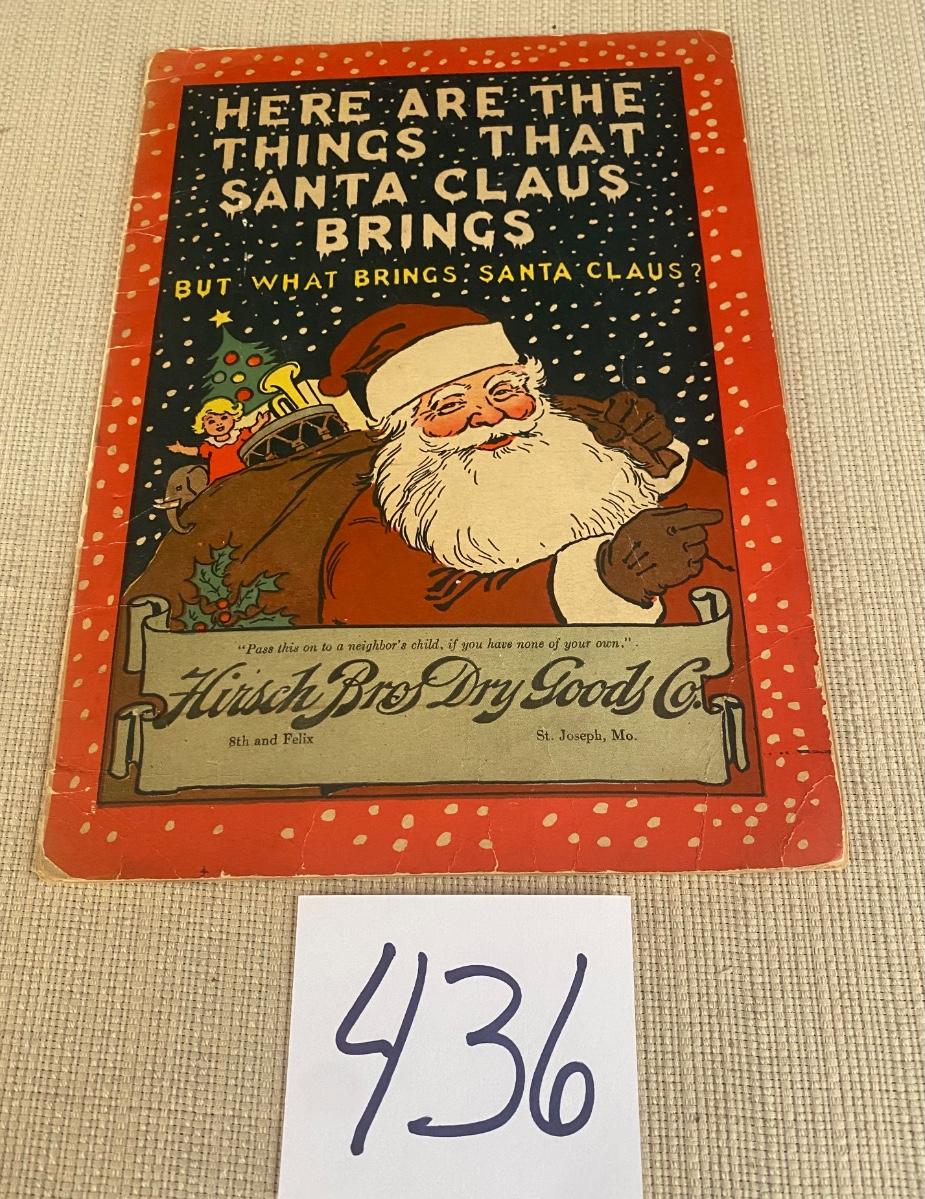 HERE ARE THE
THINGS THAT
SANTA CLAUS
BRINGS
BUT WHAT BRINGS SANTA CLAUS?
"Pass this on to a neighbor's child, if you have none of your own."
Hirsch Bros Dry Goods Co.
8th and Felix St. Joseph, Mo.
436